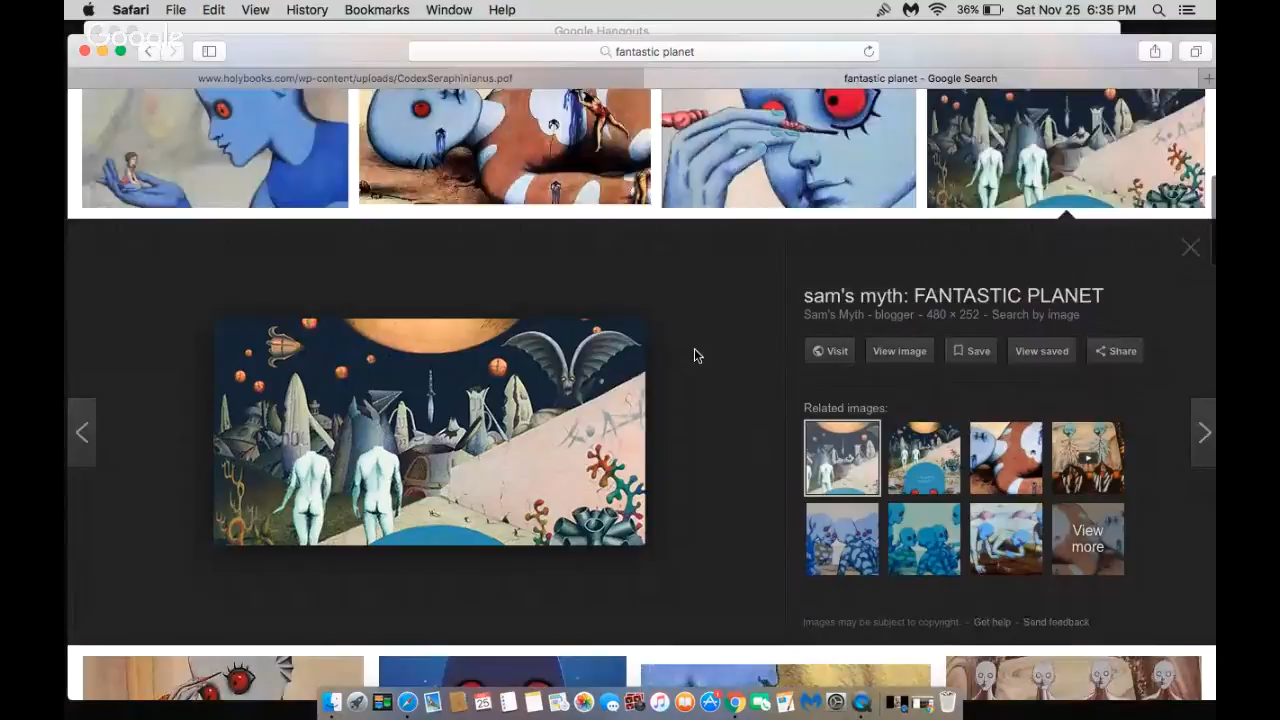 Safari File Edit View History Bookmarks Window Help 36% Sat Nov 25 6:35 PM
Google Hangouts
Google
fantastic planet
www.holybooks.com/wp-content/uploads/CodexSeraphinianus.pdf fantastic planet - Google Search
sam's myth: FANTASTIC PLANET
Sam's Myth - blogger - 480 × 252 - Search by image
Visit View image Save View saved Share
Related images:
View more
Images may be subject to copyright. - Get help - Send feedback
25